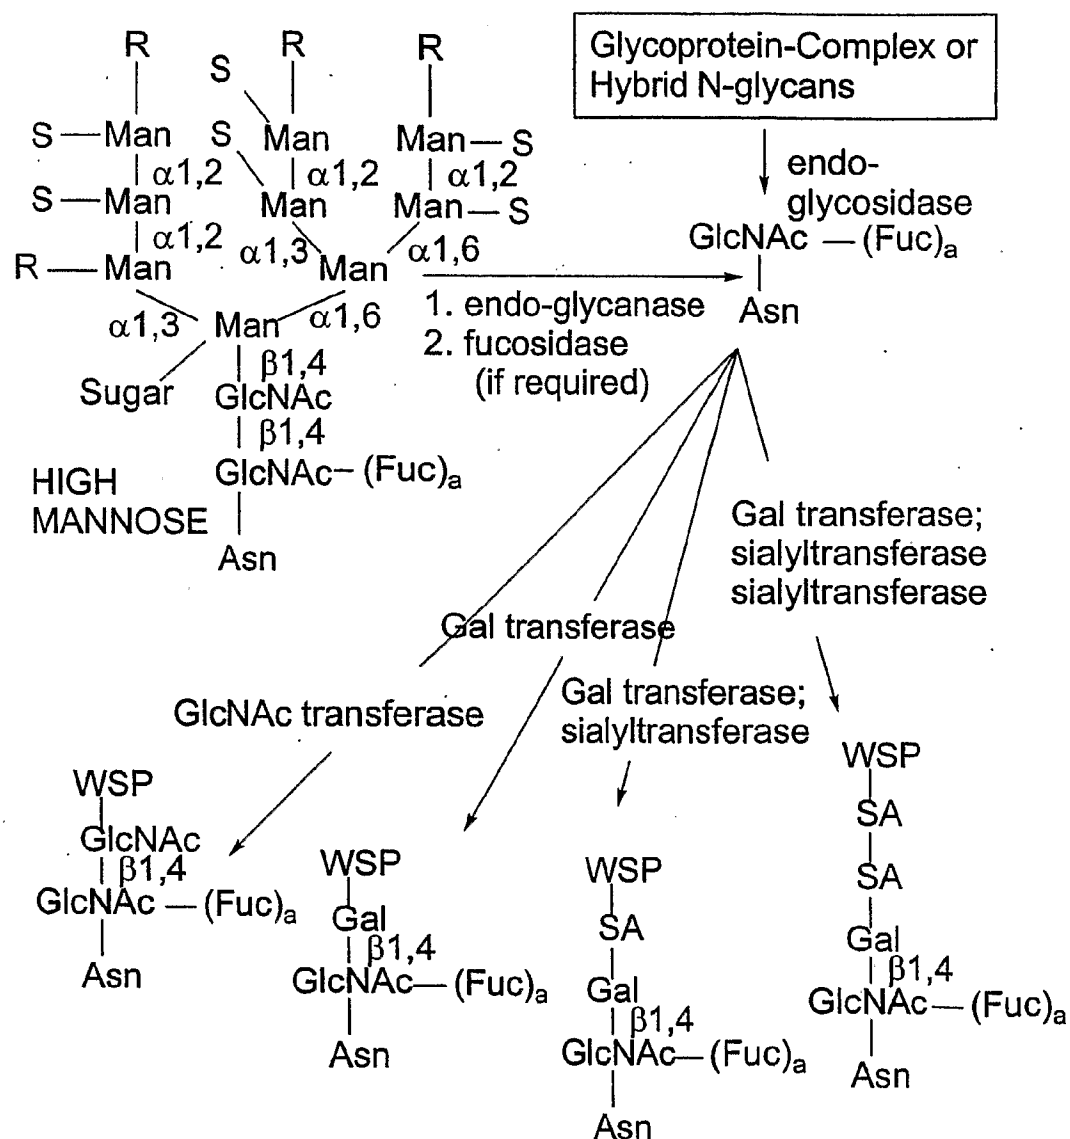 R
R
R
S
Glycoprotein-Complex or
Hybrid N-glycans
S—Man
S
Man
Man—S
α1,2
α1,2
α1,2
endo-
glycosidase
S—Man
Man
Man—S
α1,2
α1,3
α1,6
GlcNAc—(Fuc)a
R—Man
Man
Asn
1. endo-glycanase
2. fucosidase
(if required)
α1,3
Man
α1,6
β1,4
Sugar
GlcNAc
β1,4
GlcNAc—(Fuc)a
HIGH
MANNOSE
Asn
Gal transferase;
sialyltransferase
sialyltransferase
Gal transferase
Gal transferase;
sialyltransferase
GlcNAc transferase
WSP
GlcNAc
β1,4
GlcNAc—(Fuc)a
Asn
WSP
Gal
β1,4
GlcNAc—(Fuc)a
Asn
WSP
SA
Gal
β1,4
GlcNAc—(Fuc)a
Asn
WSP
SA
SA
Gal
β1,4
GlcNAc—(Fuc)a
Asn